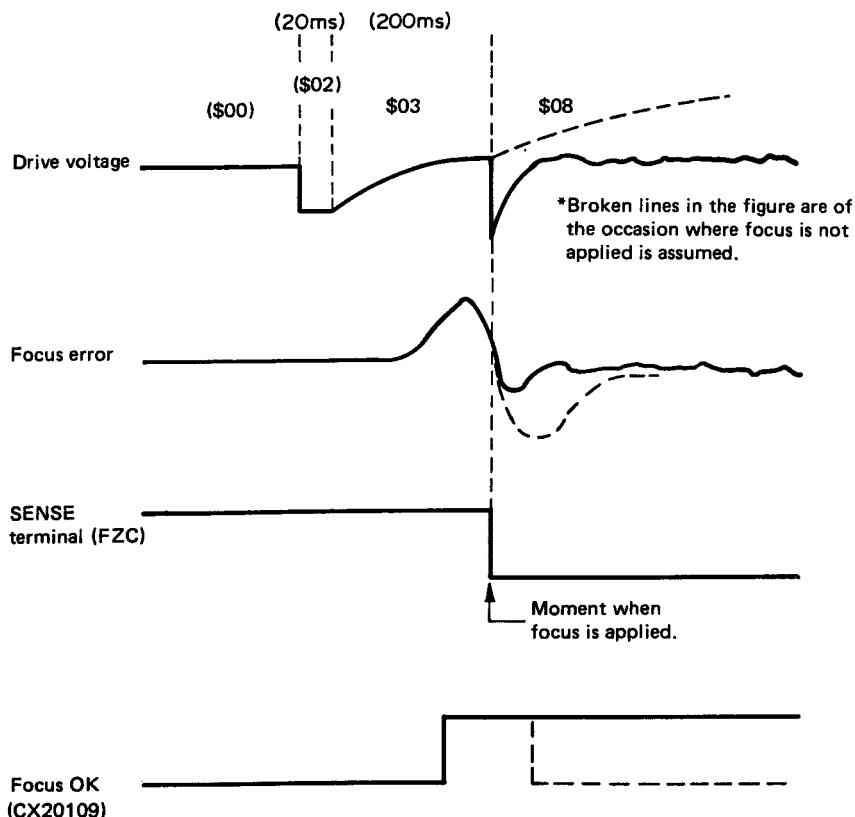 (20ms) (200ms)
($00) ($02) $03 $08
Drive voltage
*Broken lines in the figure are of
the occasion where focus is not
applied is assumed.
Focus error
SENSE
terminal (FZC)
Moment when
focus is applied.
Focus OK
(CX20109)